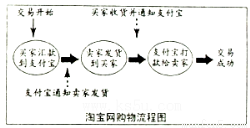 交易开始
买家收货并通知支付宝
买家汇款
到支付宝
卖家发货
到买家
支付宝打
款给卖家
交易
成功
支付宝通知卖家发货
淘宝网购物流程图